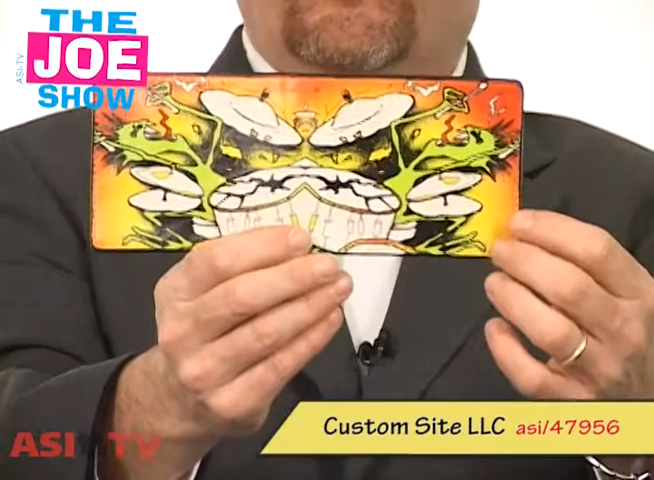 THE
ASI-TV
JOE
SHOW
Custom Site LLC asi/47956
ASI TV